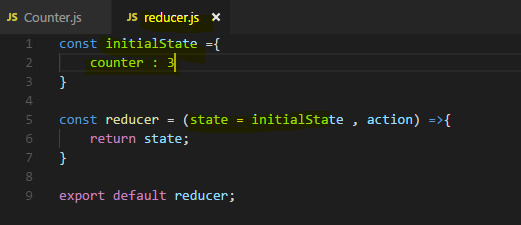 JS Counter.js JS reducer.js ×
1 const initialState ={
2 counter : 3
3 }
4
5 const reducer = (state = initialState , action) =>{
6 return state;
7 }
8
9 export default reducer;